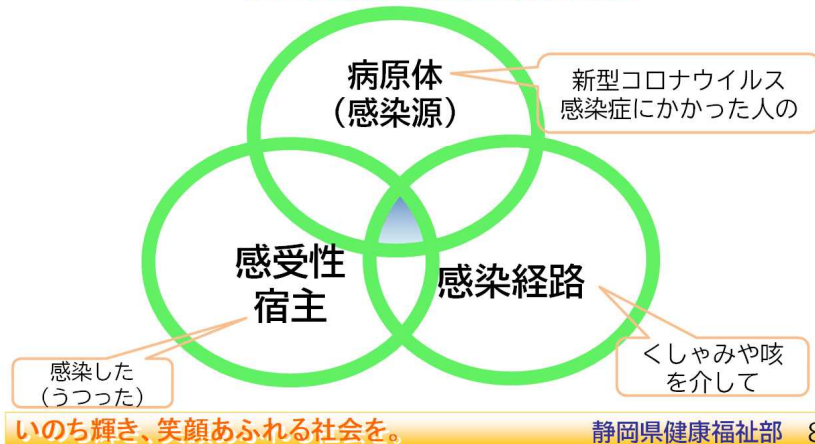 病原体
（感染源）
新型コロナウイルス
感染症にかかった人の
感受性
宿主
感染経路
感染した
（うつった）
くしゃみや咳
を介して
いのち輝き、笑顔あふれる社会を。
静岡県健康福祉部 8